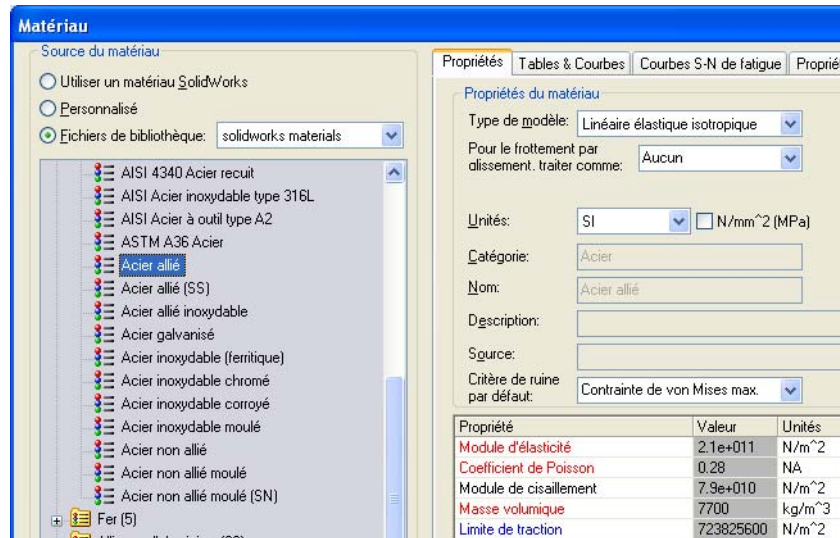 Matériau
Source du matériau
Utiliser un matériau SolidWorks
Personnalisé
Fichiers de bibliothèque: solidworks materials
AISI 4340 Acier recuit
AISI Acier inoxydable type 316L
AISI Acier à outil type A2
ASTM A36 Acier
Acier allié
Acier allié (SS)
Acier allié inoxydable
Acier galvanisé
Acier inoxydable (ferritique)
Acier inoxydable chromé
Acier inoxydable corroyé
Acier inoxydable moulé
Acier non allié
Acier non allié moulé
Acier non allié moulé (SN)
Fer (5)
Propriétés Tables & Courbes Courbes S-N de fatigue Proprié
Propriétés du matériau
Type de modèle: Linéaire élastique isotropique
Pour le frottement par
glissement, traiter comme: Aucun
Unités: SI N/mm^2 (MPa)
Catégorie: Acier
Nom: Acier allié
Description:
Source:
Critère de ruine
par défaut: Contrainte de von Mises max.
Propriété Valeur Unités
Module d'élasticité 2.1e+011 N/m^2
Coefficient de Poisson 0.28 NA
Module de cisaillement 7.9e+010 N/m^2
Masse volumique 7700 kg/m^3
Limite de traction 723825600 N/m^2